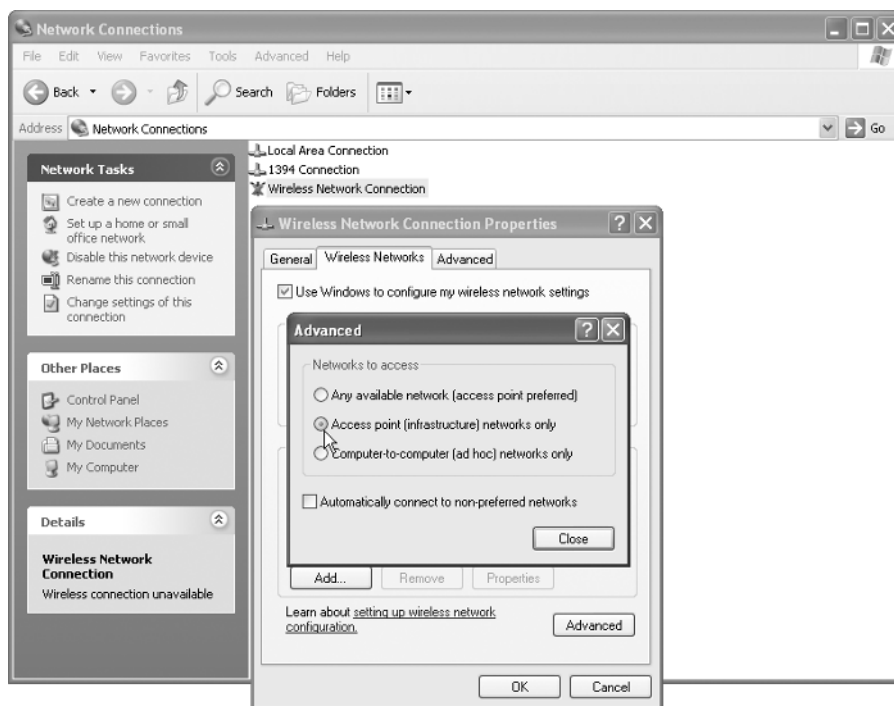 Network Connections
File Edit View Favorites Tools Advanced Help
Back Search Folders
Address Network Connections Go
Network Tasks
Create a new connection
Set up a home or small
office network
Disable this network device
Rename this connection
Change settings of this
connection
Other Places
Control Panel
My Network Places
My Documents
My Computer
Details
Wireless Network
Connection
Wireless connection unavailable
Local Area Connection
1394 Connection
Wireless Network Connection
Wireless Network Connection Properties
General Wireless Networks Advanced
Use Windows to configure my wireless network settings
Advanced
Networks to access
Any available network (access point preferred)
Access point (infrastructure) networks only
Computer-to-computer (ad hoc) networks only
Automatically connect to non-preferred networks
Close
Add... Remove Properties
Learn about setting up wireless network
configuration.
Advanced
OK Cancel